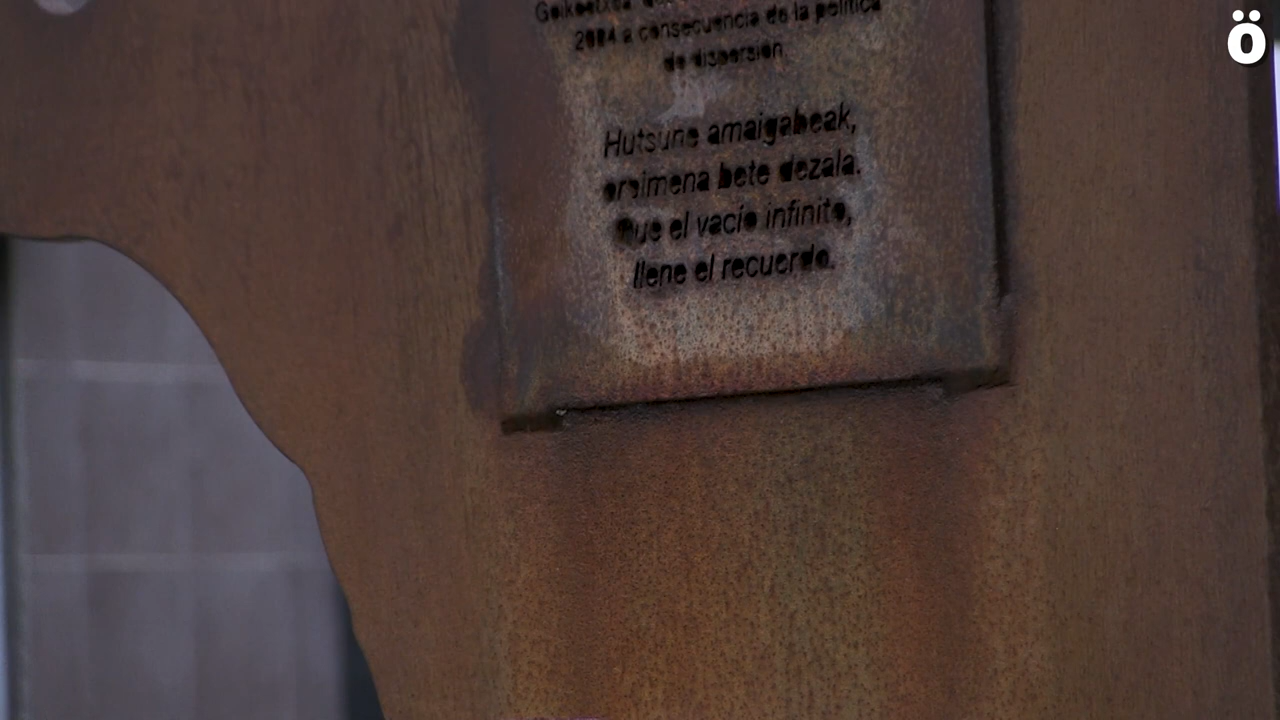 Goikoetxea
2004 a consecuencia de la política
de dispersión
Hutsune amaigabeak,
oroimena bete dezala.
Que el vacío infinito,
llene el recuerdo.
ö